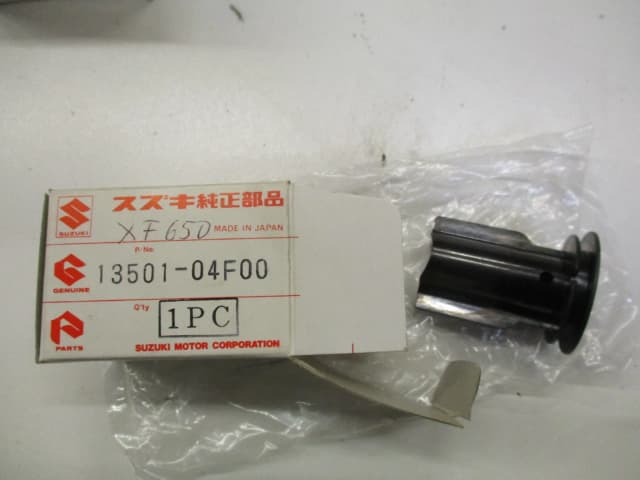 スズキ純正部品
SUZUKI
XF650
MADE IN JAPAN
P/No.
GENUINE
13501-04F00
Q'ty
1PC
PARTS
SUZUKI MOTOR CORPORATION